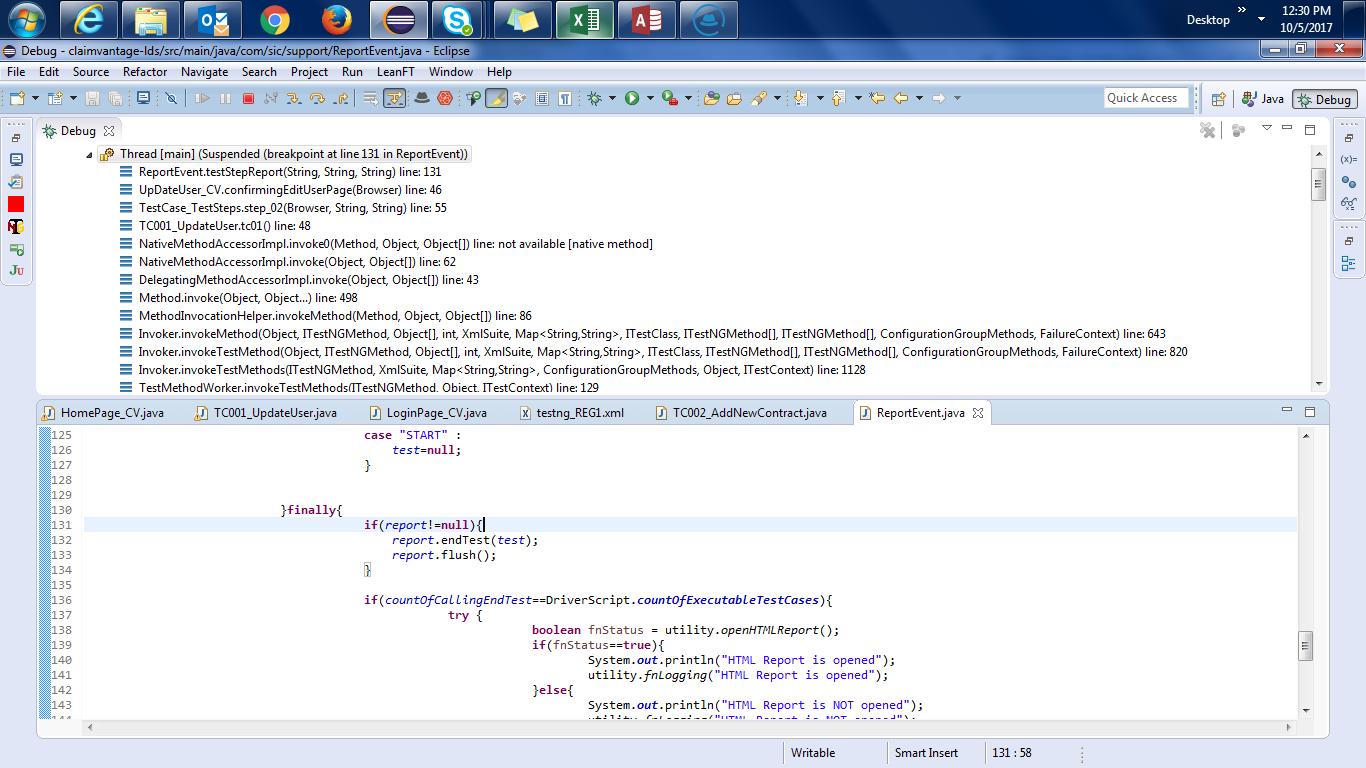 12:30 PM
Desktop »
10/5/2017
Debug - claimvantage-lds/src/main/java/com/sic/support/ReportEvent.java - Eclipse
File Edit Source Refactor Navigate Search Project Run LeanFT Window Help
Quick Access Java Debug
Debug
Thread [main] (Suspended (breakpoint at line 131 in ReportEvent))
ReportEvent.testStepReport(String, String, String) line: 131
UpDateUser_CV.confirmingEditUserPage(Browser) line: 46
TestCase_TestSteps.step_02(Browser, String, String) line: 55
TC001_UpdateUser.tc01() line: 48
NativeMethodAccessorImpl.invoke0(Method, Object, Object[]) line: not available [native method]
NativeMethodAccessorImpl.invoke(Object, Object[]) line: 62
DelegatingMethodAccessorImpl.invoke(Object, Object[]) line: 43
Method.invoke(Object, Object...) line: 498
MethodInvocationHelper.invokeMethod(Method, Object, Object[]) line: 86
Invoker.invokeMethod(Object, ITestNGMethod, Object[], int, XmlSuite, Map<String,String>, ITestClass, ITestNGMethod[], ITestNGMethod[], ConfigurationGroupMethods, FailureContext) line: 643
Invoker.invokeTestMethod(Object, ITestNGMethod, Object[], int, XmlSuite, Map<String,String>, ITestClass, ITestNGMethod[], ITestNGMethod[], ConfigurationGroupMethods, FailureContext) line: 820
Invoker.invokeTestMethods(ITestNGMethod, XmlSuite, Map<String,String>, ConfigurationGroupMethods, Object, ITestContext) line: 1128
TestMethodWorker.invokeTestMethods(ITestNGMethod, Object, ITestContext) line: 129
HomePage_CV.java TC001_UpdateUser.java LoginPage_CV.java testng_REG1.xml TC002_AddNewContract.java ReportEvent.java
125 case "START" :
126 test=null;
127 }
128
129
130 }finally{
131 if(report!=null){
132 report.endTest(test);
133 report.flush();
134 }
135
136 if(countOfCallingEndTest==DriverScript.countOfExecutableTestCases){
137 try {
138 boolean fnStatus = utility.openHTMLReport();
139 if(fnStatus==true){
140 System.out.println("HTML Report is opened");
141 utility.fnLogging("HTML Report is opened");
142 }else{
143 System.out.println("HTML Report is NOT opened");
144 utility.fnLogging("HTML Report is NOT opened");
Writable Smart Insert 131 : 58